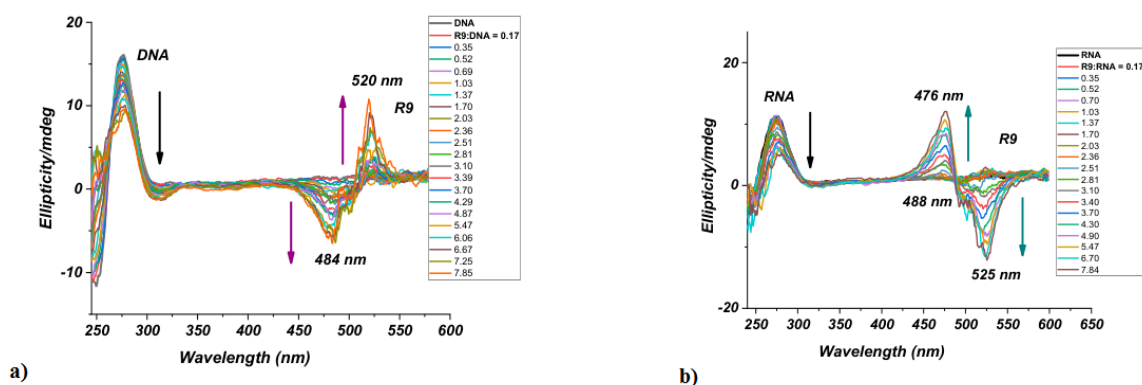 20
10
0
-10
Ellipticity/mdeg
DNA
520 nm
R9
484 nm
250 300 350 400 450 500 550 600
Wavelength (nm)
DNA
R9:DNA = 0.17
0.35
0.52
0.69
1.03
1.37
1.70
2.03
2.36
2.51
2.81
3.10
3.39
3.70
4.29
4.87
5.47
6.06
6.67
7.25
7.85
a)
20
0
-20
Ellipticity/mdeg
RNA
476 nm
R9
488 nm
525 nm
250 300 350 400 450 500 550 600 650
Wavelength (nm)
RNA
R9:RNA = 0.17
0.35
0.52
0.70
1.03
1.37
1.70
2.03
2.36
2.51
2.81
3.10
3.40
3.70
4.30
4.90
5.47
6.70
7.84
b)